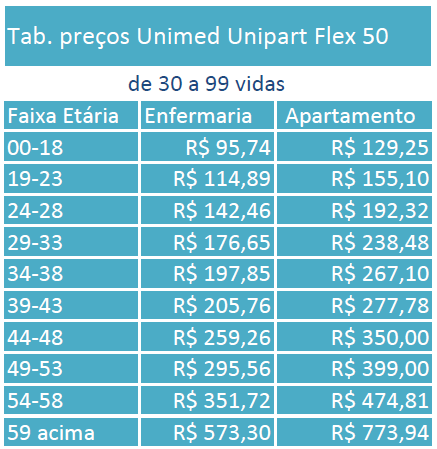 Tab. preços Unimed Unipart Flex 50
de 30 a 99 vidas
Faixa Etária Enfermaria Apartamento
00-18 R$ 95,74 R$ 129,25
19-23 R$ 114,89 R$ 155,10
24-28 R$ 142,46 R$ 192,32
29-33 R$ 176,65 R$ 238,48
34-38 R$ 197,85 R$ 267,10
39-43 R$ 205,76 R$ 277,78
44-48 R$ 259,26 R$ 350,00
49-53 R$ 295,56 R$ 399,00
54-58 R$ 351,72 R$ 474,81
59 acima R$ 573,30 R$ 773,94